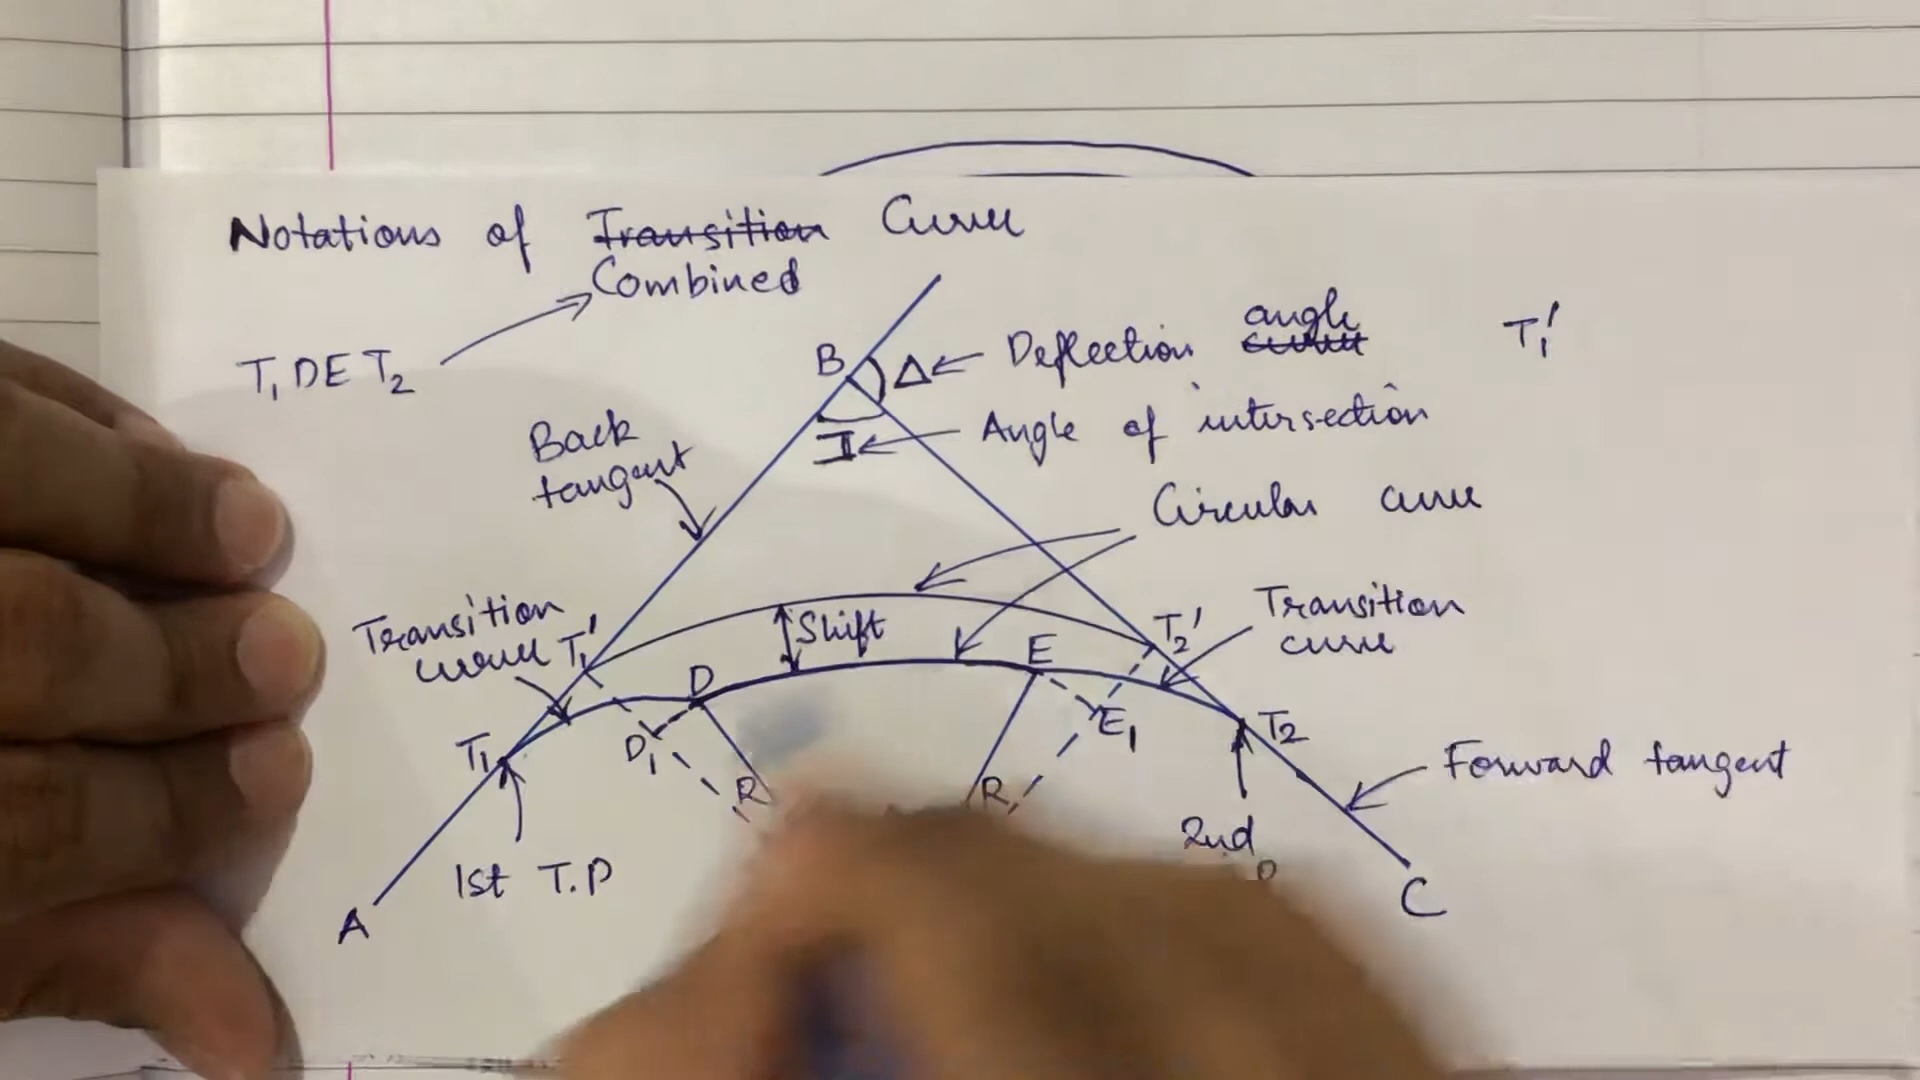 Notations of Transition Curve
Combined
T₁ DE T₂
B
Δ
Deflection curve angle
T₁'
I
Angle of intersection
Back
tangent
Circular curve
Transition
curve
T₁'
Shift
T₂'
Transition
curve
D
E
T₁
D₁
E₁
T₂
R
R
Forward tangent
1st T.P
2nd
A
C